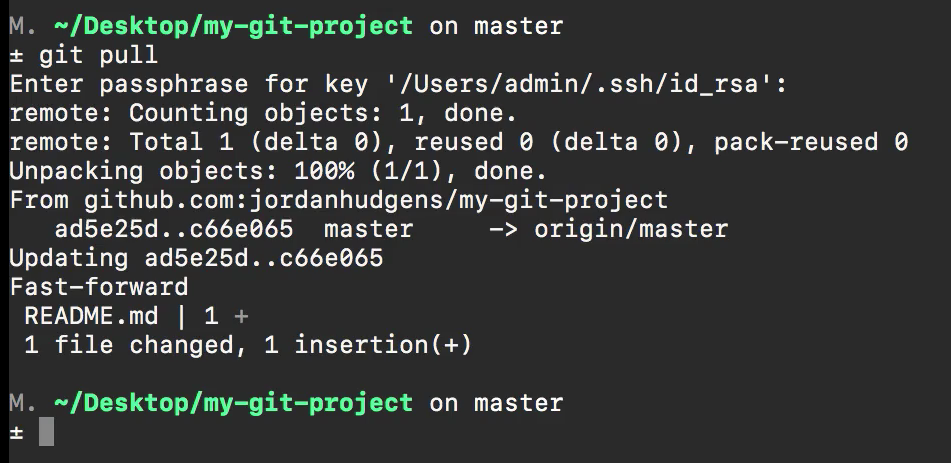 M. ~/Desktop/my-git-project on master
± git pull
Enter passphrase for key '/Users/admin/.ssh/id_rsa':
remote: Counting objects: 1, done.
remote: Total 1 (delta 0), reused 0 (delta 0), pack-reused 0
Unpacking objects: 100% (1/1), done.
From github.com:jordanhudgens/my-git-project
   ad5e25d..c66e065  master     -> origin/master
Updating ad5e25d..c66e065
Fast-forward
 README.md | 1 +
 1 file changed, 1 insertion(+)
M. ~/Desktop/my-git-project on master
±